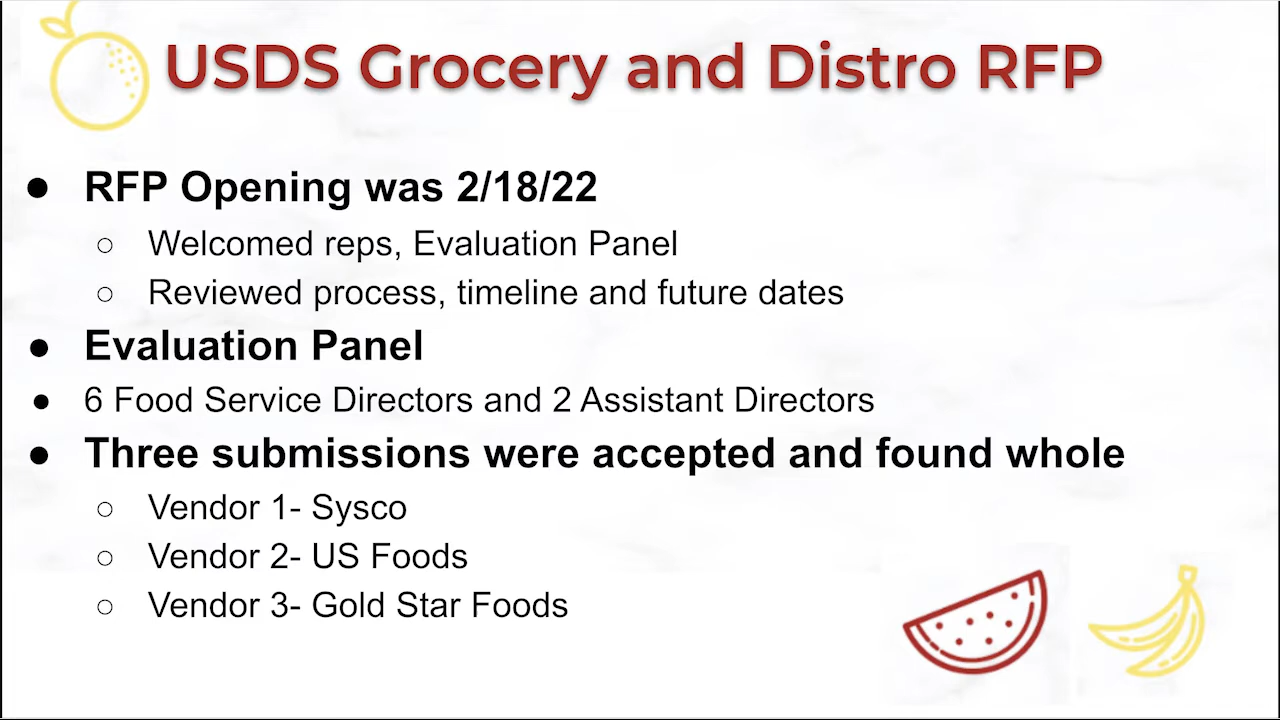 USDS Grocery and Distro RFP
● RFP Opening was 2/18/22
○ Welcomed reps, Evaluation Panel
○ Reviewed process, timeline and future dates
● Evaluation Panel
● 6 Food Service Directors and 2 Assistant Directors
● Three submissions were accepted and found whole
○ Vendor 1- Sysco
○ Vendor 2- US Foods
○ Vendor 3- Gold Star Foods